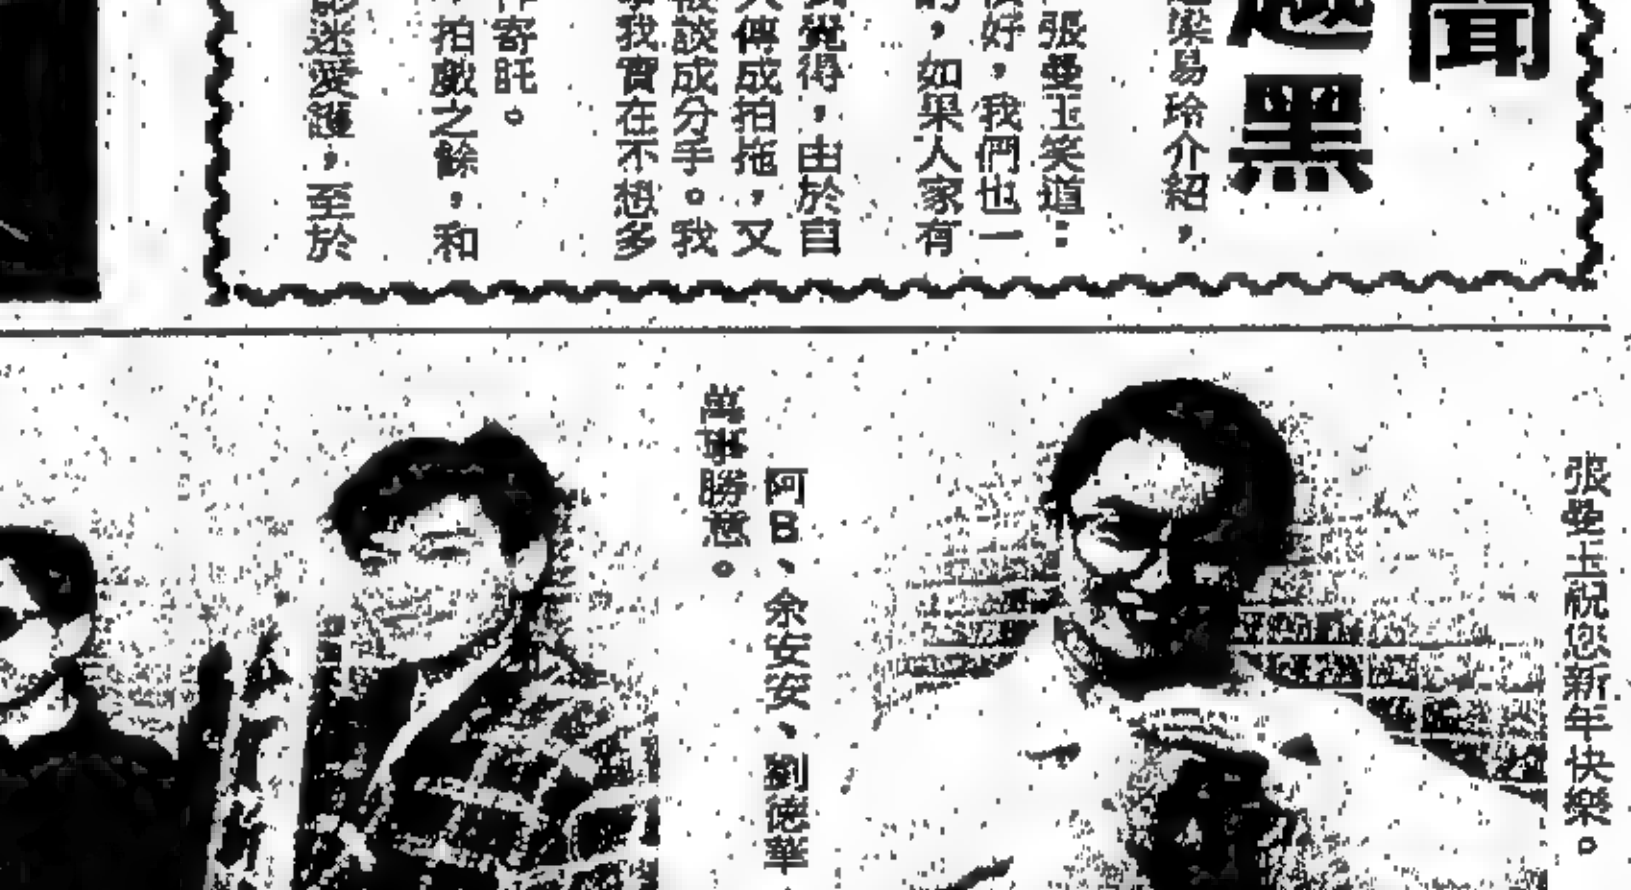 聞
越黑
梁易玲介紹，
張曼玉笑道：
好，我們也一
，如果人家有
覺得，由於自
傳成拍拖，又
談成分手。我
我實在不想多
寄託。
拍戲之餘，和
迷愛護，至於
張曼玉祝您新年快樂。
阿B、余安安、劉德華、
萬事勝意。